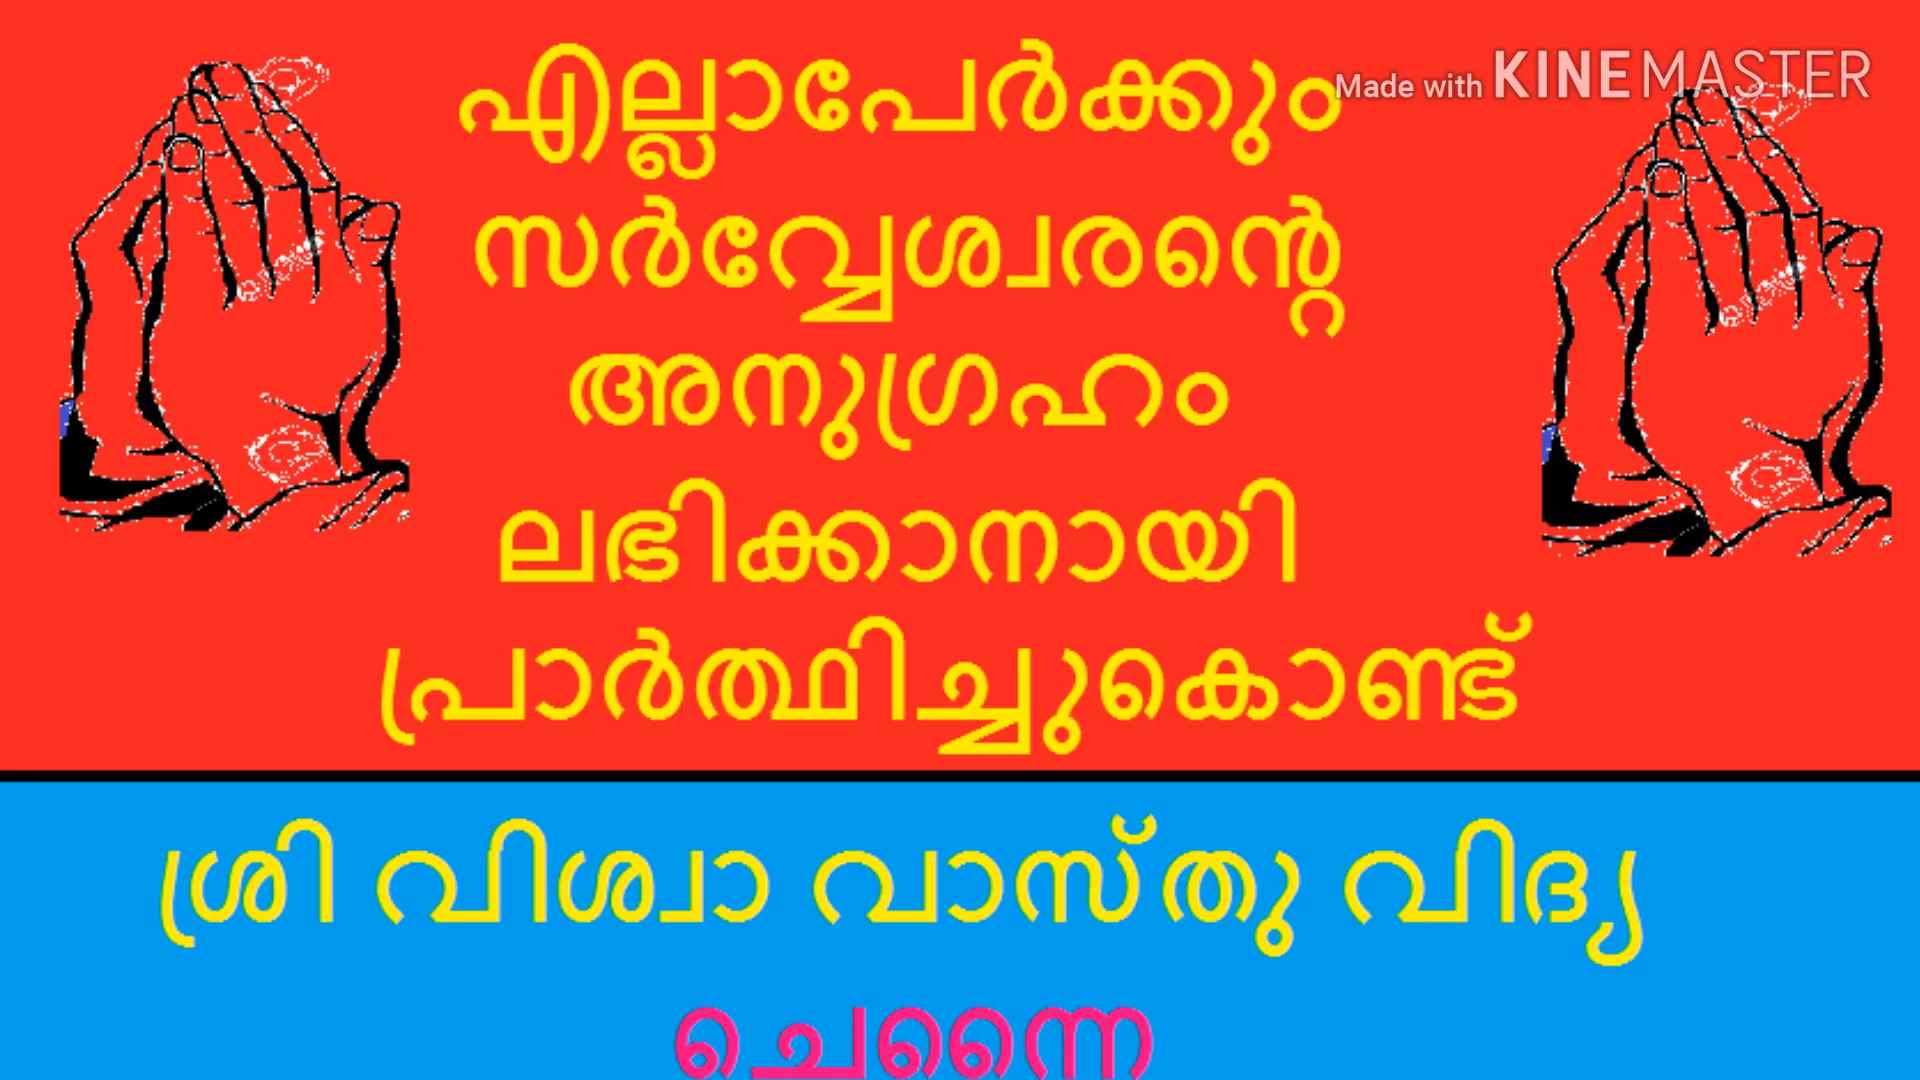 എല്ലാപേർക്കും
Made with KINEMASTER
സർവ്വേശ്വരന്റെ
അനുഗ്രഹം
ലഭിക്കാനായി
പ്രാർത്ഥിച്ചുകൊണ്ട്
ശ്രി വിശ്വാ വാസ്തു വിദ്യ
ചെന്നൈ